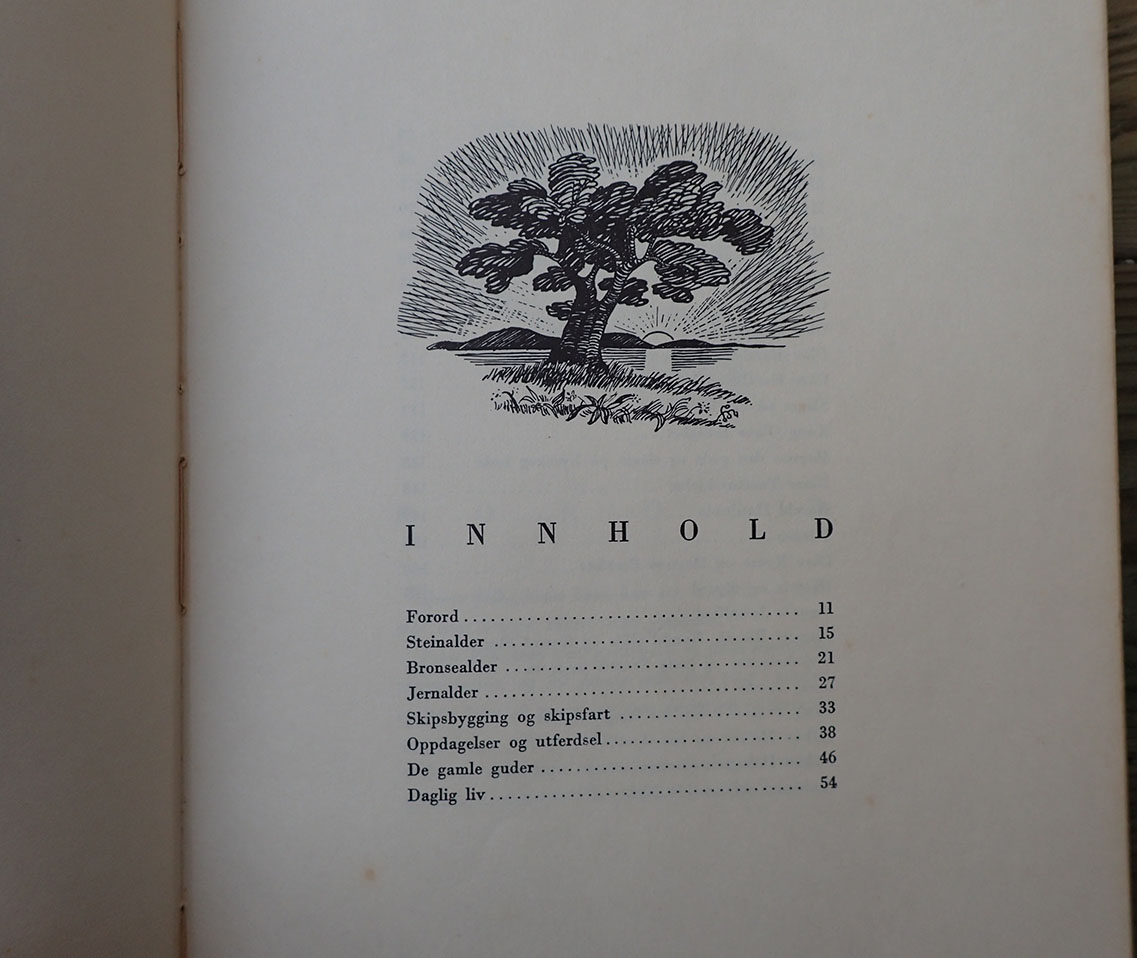 INNHOLD
Forord 11
Steinalder 15
Bronsealder 21
Jernalder 27
Skipsbygging og skipsfart 33
Oppdagelser og utferdsel 38
De gamle guder 46
Daglig liv 54